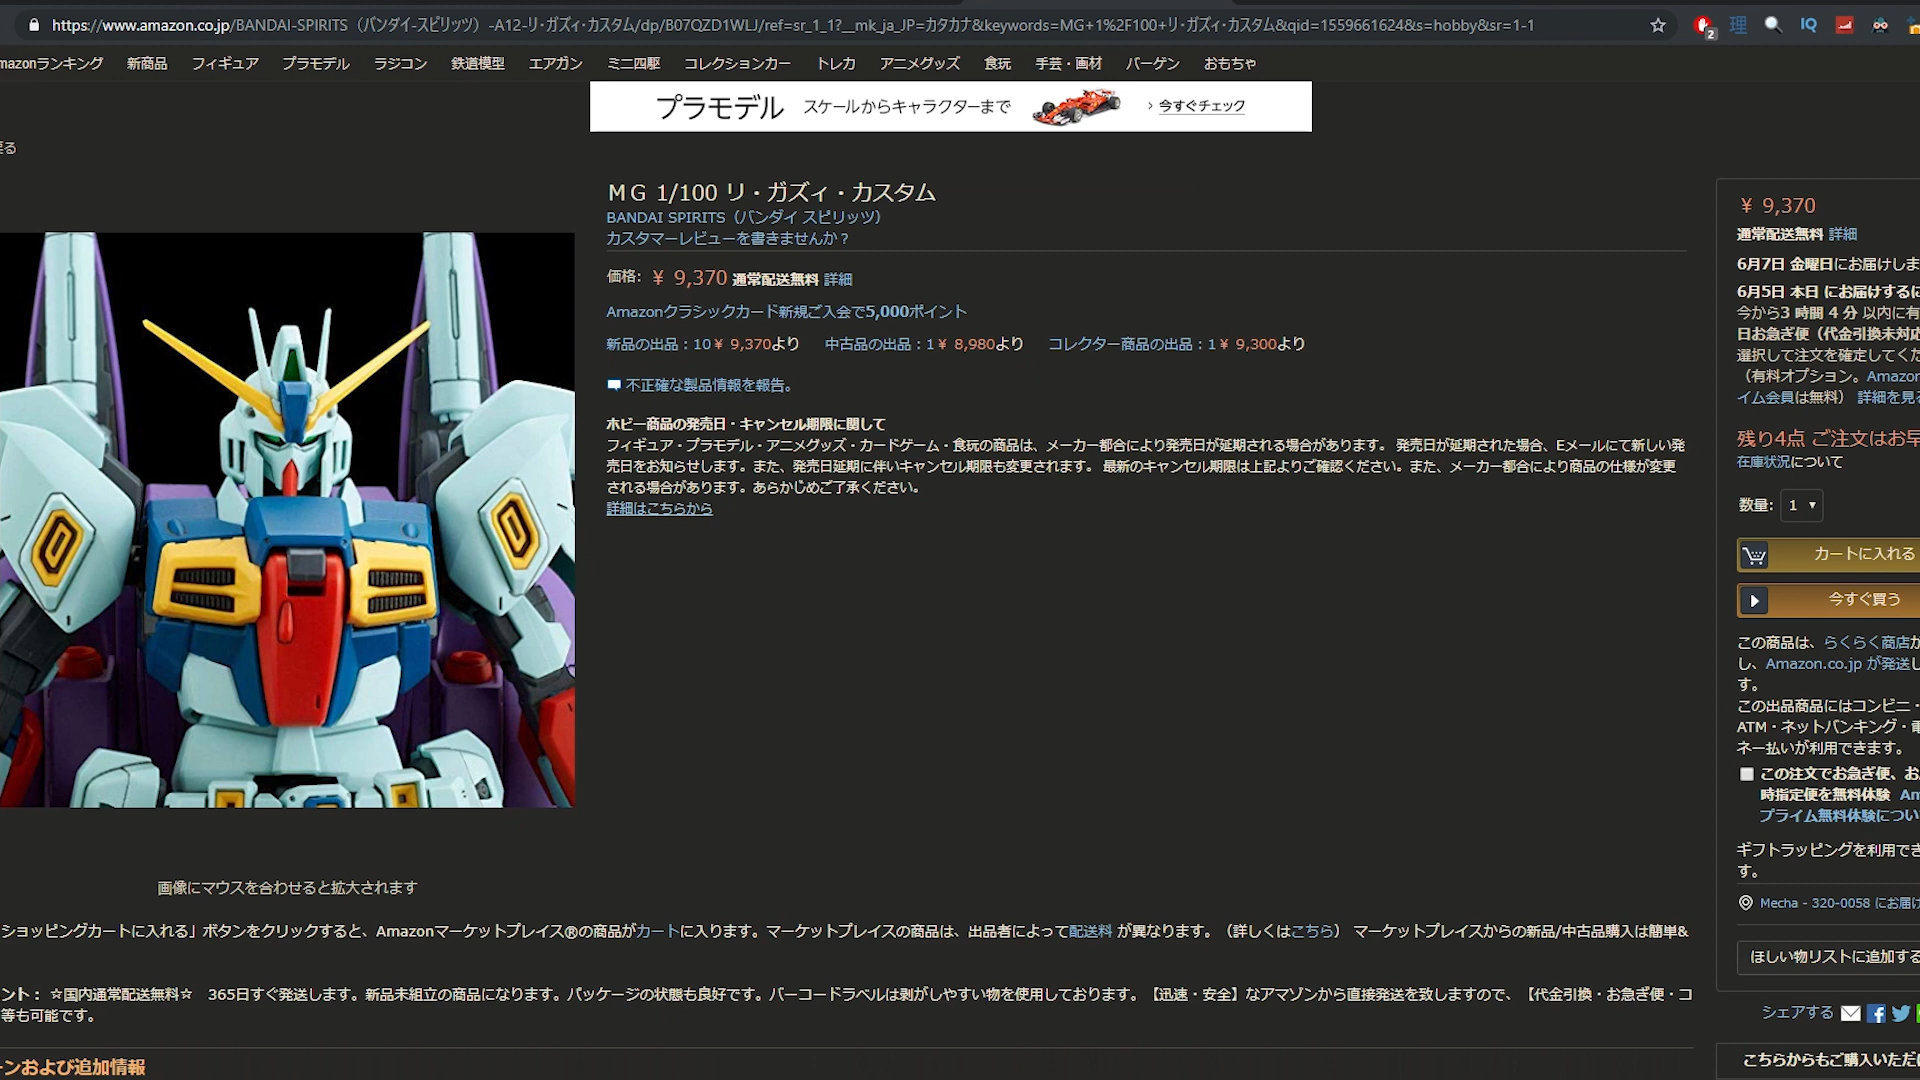 https://www.amazon.co.jp/BANDAI-SPIRITS（バンダイ-スピリッツ）-A12-リ・ガズィ・カスタム/dp/B07QZD1WLJ/ref=sr_1_1?__mk_ja_JP=カタカナ&keywords=MG+1%2F100+リ・ガズィ・カスタム&qid=1559661624&s=hobby&sr=1-1
2 理 IQ
mazonランキング 新商品 フィギュア プラモデル ラジコン 鉄道模型 エアガン ミニ四駆 コレクションカー トレカ アニメグッズ 食玩 手芸・画材 バーゲン おもちゃ
プラモデル スケールからキャラクターまで › 今すぐチェック
る
ＭＧ 1/100 リ・ガズィ・カスタム
BANDAI SPIRITS（バンダイ スピリッツ）
カスタマーレビューを書きませんか？
価格: ￥ 9,370 通常配送無料 詳細
Amazonクラシックカード新規ご入会で5,000ポイント
新品の出品：10￥ 9,370より 中古品の出品：1￥ 8,980より コレクター商品の出品：1￥ 9,300より
不正確な製品情報を報告。
ホビー商品の発売日・キャンセル期限に関して
フィギュア・プラモデル・アニメグッズ・カードゲーム・食玩の商品は、メーカー都合により発売日が延期される場合があります。 発売日が延期された場合、Eメールにて新しい発
売日をお知らせします。また、発売日延期に伴いキャンセル期限も変更されます。 最新のキャンセル期限は上記よりご確認ください。また、メーカー都合により商品の仕様が変更
される場合があります。あらかじめご了承ください。
詳細はこちらから
￥ 9,370
通常配送無料 詳細
6月7日 金曜日にお届けしま
6月5日 本日 にお届けするに
今から3 時間 4 分 以内に有
日お急ぎ便（代金引換未対応
選択して注文を確定してくた
（有料オプション。Amazon
イム会員は無料） 詳細を見る
残り4点 ご注文はお早
在庫状況について
数量: 1
カートに入れる
今すぐ買う
この商品は、らくらく商店が
し、Amazon.co.jp が発送し
す。
この出品商品にはコンビニ・
ATM・ネットバンキング・電
ネー払いが利用できます。
この注文でお急ぎ便、お
時指定便を無料体験 Am
プライム無料体験につい
ギフトラッピングを利用でき
す。
Mecha - 320-0058 にお届け
ほしい物リストに追加する
シェアする
こちらからもご購入いただけ
画像にマウスを合わせると拡大されます
ショッピングカートに入れる」ボタンをクリックすると、Amazonマーケットプレイス®の商品がカートに入ります。マーケットプレイスの商品は、出品者によって配送料 が異なります。（詳しくはこちら） マーケットプレイスからの新品/中古品購入は簡単&
ント： ☆国内通常配送無料☆ 365日すぐ発送します。新品未組立の商品になります。パッケージの状態も良好です。バーコードラベルは剥がしやすい物を使用しております。【迅速・安全】なアマゾンから直接発送を致しますので、【代金引換・お急ぎ便・コ
等も可能です。
ーンおよび追加情報